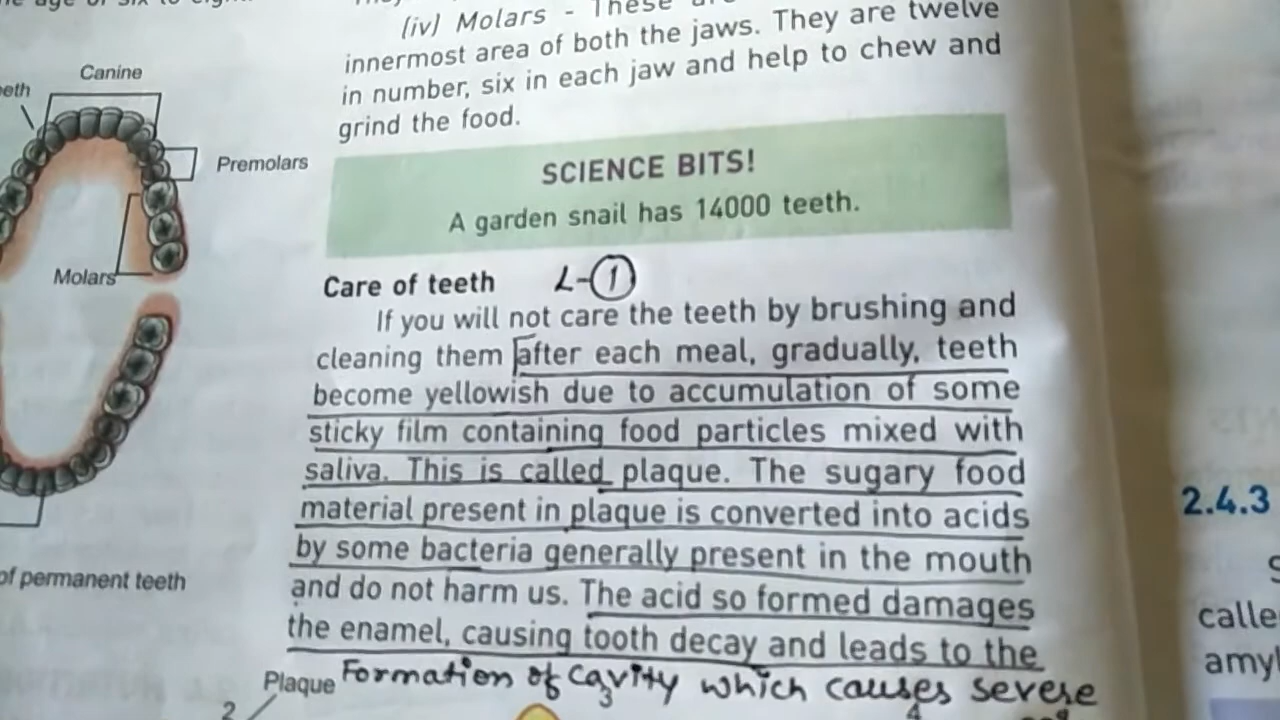 Canine
Premolars
Molars
of permanent teeth
(iv) Molars - These
innermost area of both the jaws. They are twelve
in number, six in each jaw and help to chew and
grind the food.
SCIENCE BITS!
A garden snail has 14000 teeth.
Care of teeth L-1
If you will not care the teeth by brushing and
cleaning them after each meal, gradually, teeth
become yellowish due to accumulation of some
sticky film containing food particles mixed with
saliva. This is called plaque. The sugary food
material present in plaque is converted into acids
by some bacteria generally present in the mouth
and do not harm us. The acid so formed damages
the enamel, causing tooth decay and leads to the
Formation of cavity which causes severe
Plaque
2
3
4
2.4.3